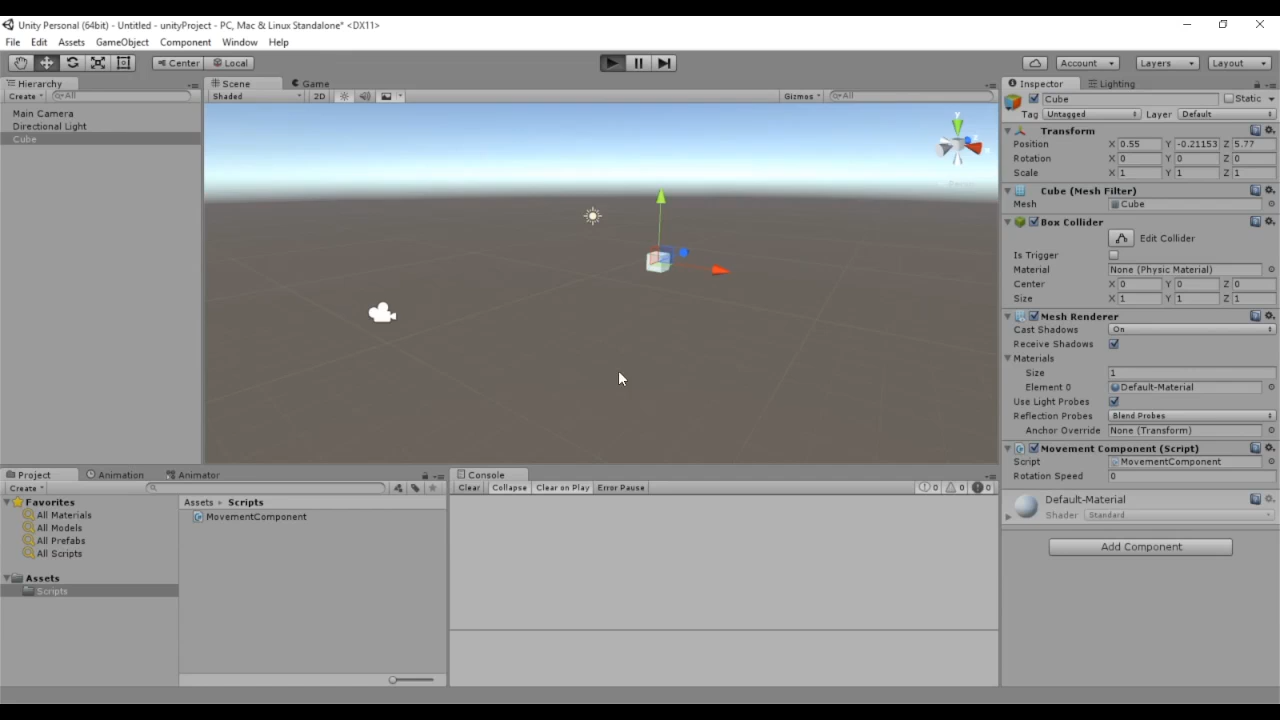 Unity Personal (64bit) - Untitled - unityProject - PC, Mac & Linux Standalone* <DX11>
File Edit Assets GameObject Component Window Help
Center Local Account Layers Layout
Hierarchy Scene Game Inspector Lighting
Create All Shaded 2D Gizmos All Cube Static
Main Camera
Directional Light
Cube
Tag Untagged Layer Default
Transform
Position X 0.55 Y -0.21153 Z 5.77
Rotation X 0 Y 0 Z 0
Scale X 1 Y 1 Z 1
Cube (Mesh Filter)
Mesh Cube
Box Collider
Edit Collider
Is Trigger
Material None (Physic Material)
Center X 0 Y 0 Z 0
Size X 1 Y 1 Z 1
Mesh Renderer
Cast Shadows On
Receive Shadows
Materials
Size 1
Element 0 Default-Material
Use Light Probes
Reflection Probes Blend Probes
Anchor Override None (Transform)
Movement Component (Script)
Script MovementComponent
Rotation Speed 0
Default-Material
Shader Standard
Add Component
y
Project Animation Animator Console
Create Clear Collapse Clear on Play Error Pause 0 0 0
Favorites
All Materials
All Models
All Prefabs
All Scripts
Assets
Scripts
Assets Scripts
MovementComponent